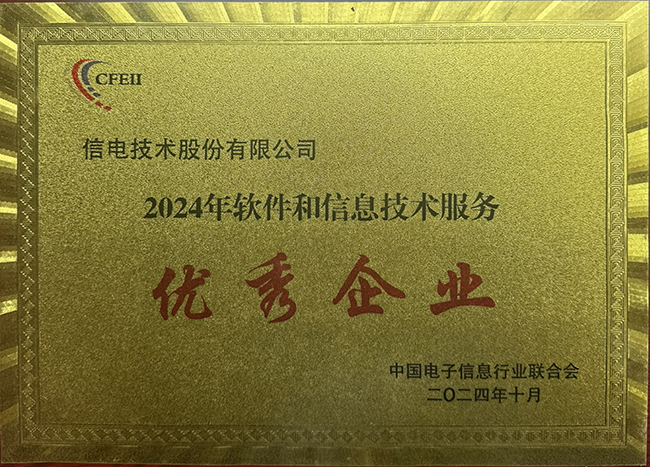 CFEII
信电技术股份有限公司
2024年软件和信息技术服务
优秀企业
中国电子信息行业联合会
二〇二四年十月